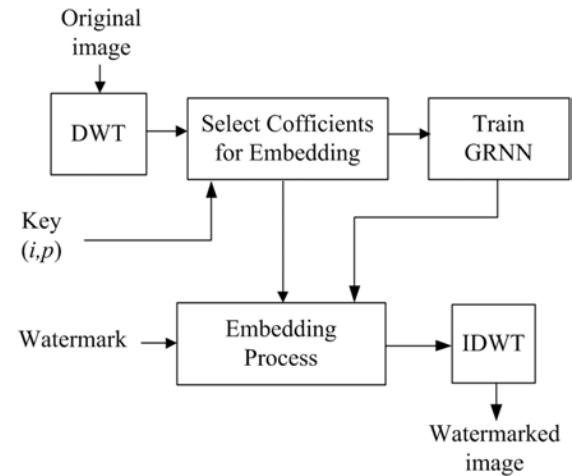 Original
image
DWT
Select Cofficients
for Embedding
Train
GRNN
Key
(i,p)
Watermark
Embedding
Process
IDWT
Watermarked
image